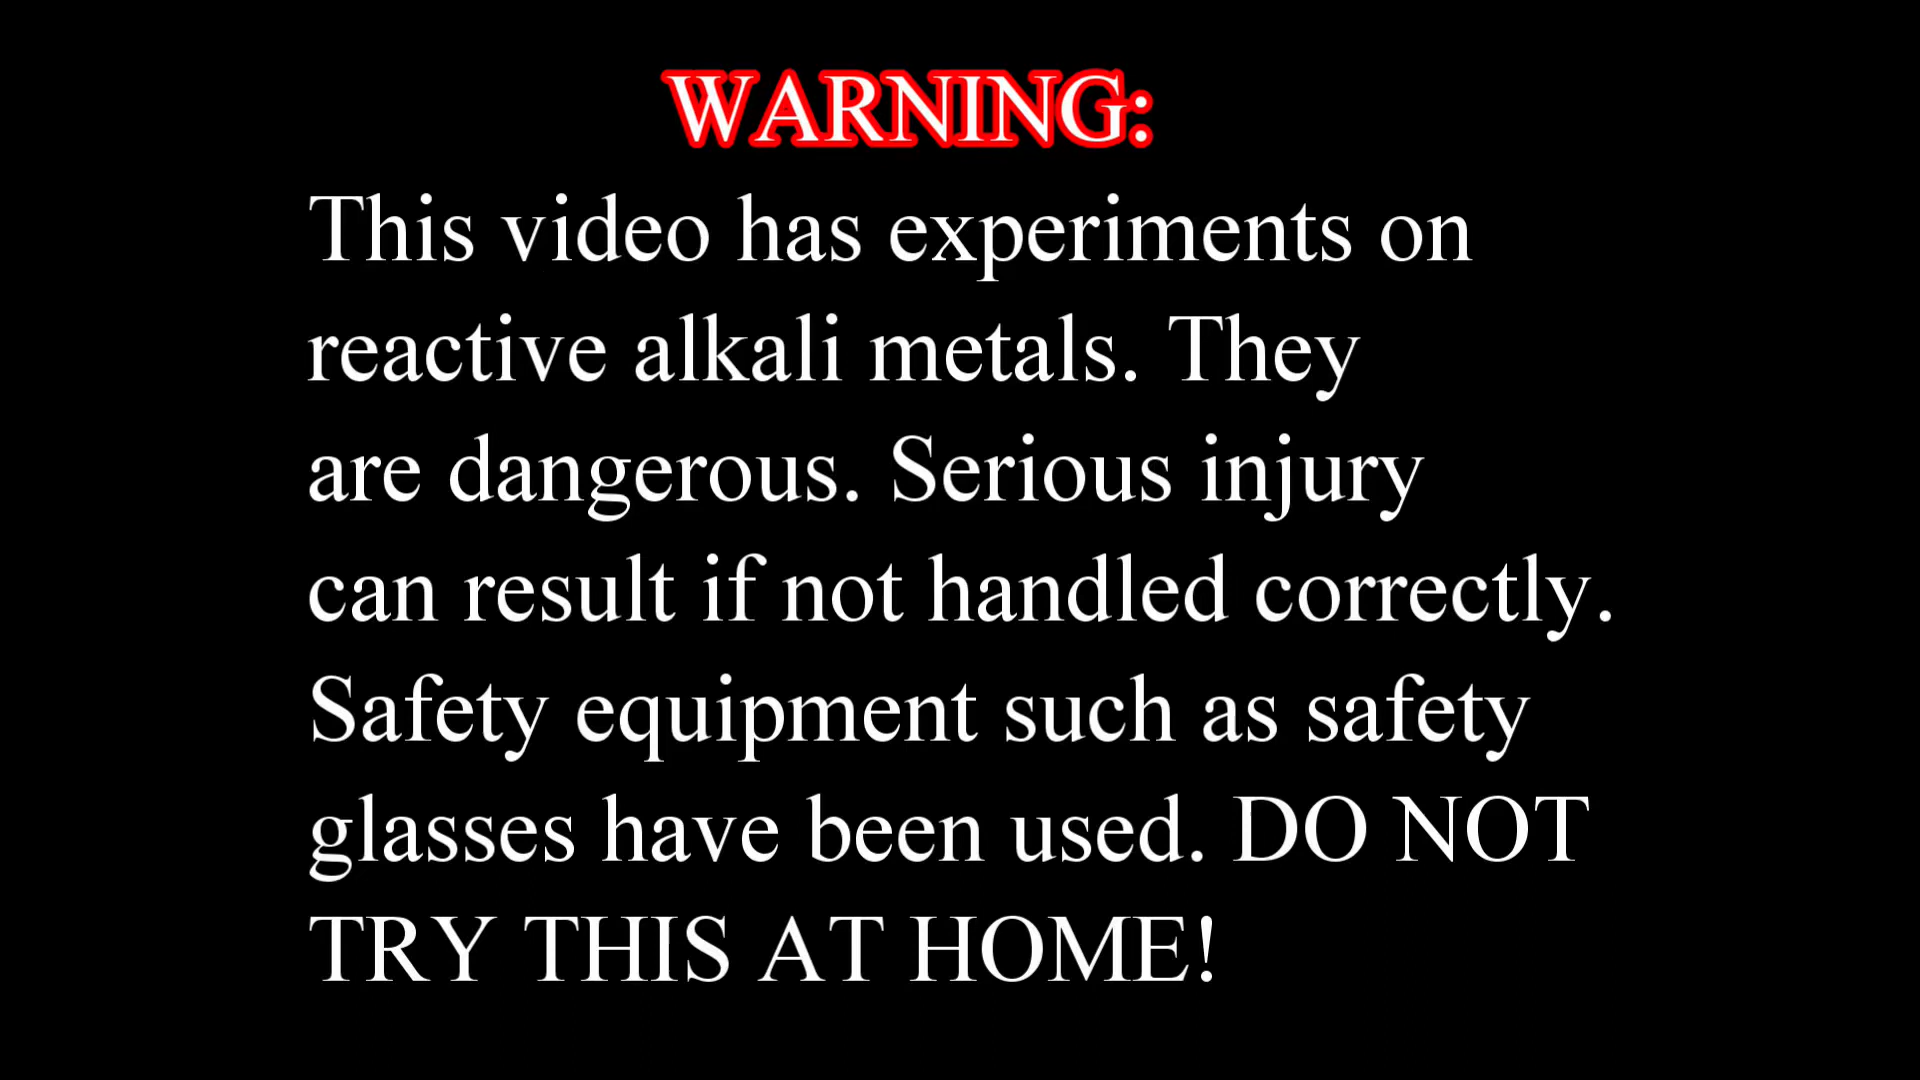 WARNING:
This video has experiments on
reactive alkali metals. They
are dangerous. Serious injury
can result if not handled correctly.
Safety equipment such as safety
glasses have been used. DO NOT
TRY THIS AT HOME!